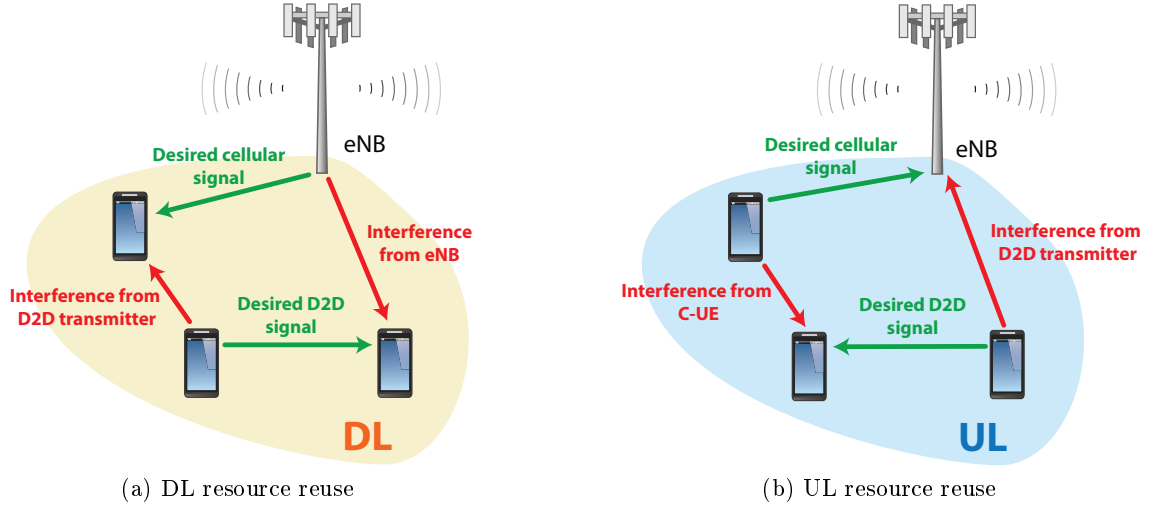 eNB
Desired cellular
signal
Interference
from eNB
Interference from
D2D transmitter
Desired D2D
signal
DL
(a) DL resource reuse
eNB
Desired cellular
signal
Interference from
D2D transmitter
Interference from
C-UE
Desired D2D
signal
UL
(b) UL resource reuse